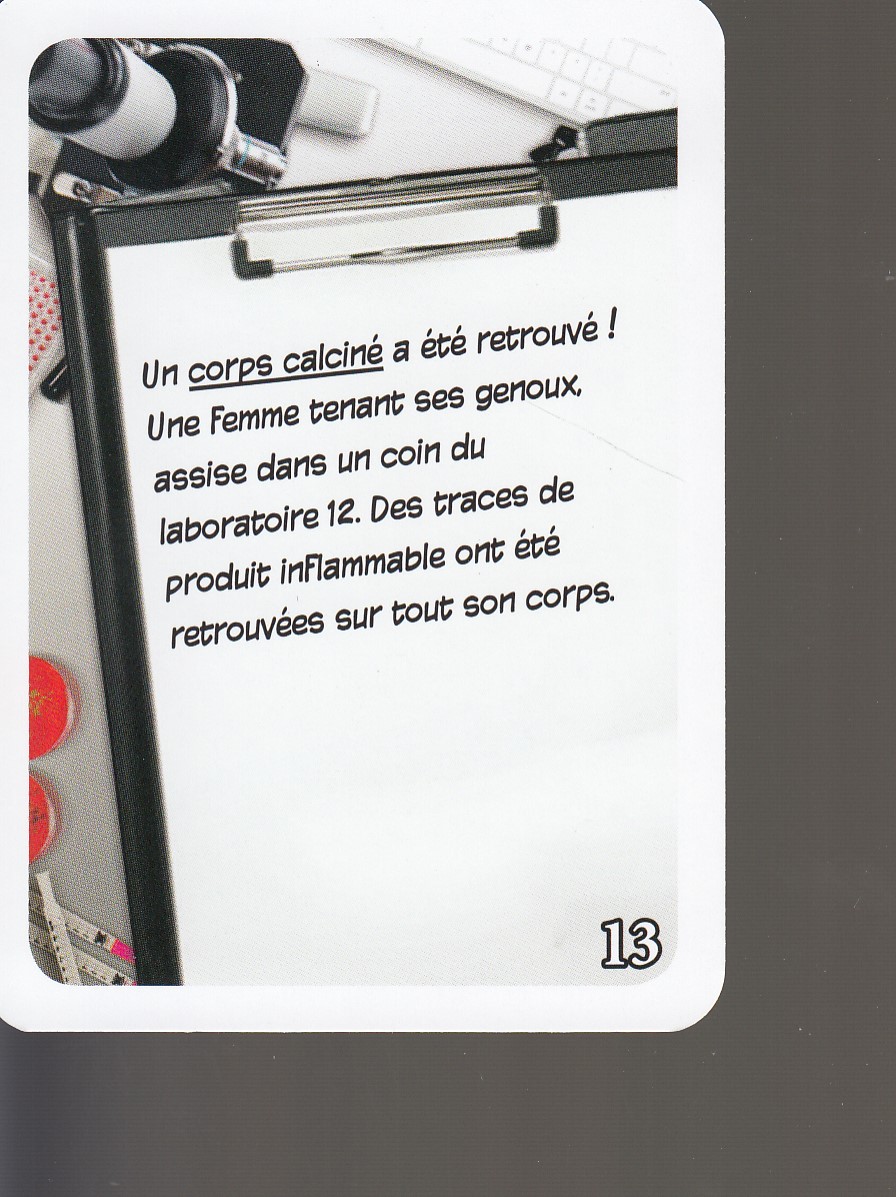 Un corps calciné a été retrouvé !
Une femme tenant ses genoux,
assise dans un coin du
laboratoire 12. Des traces de
produit inflammable ont été
retrouvées sur tout son corps.
13